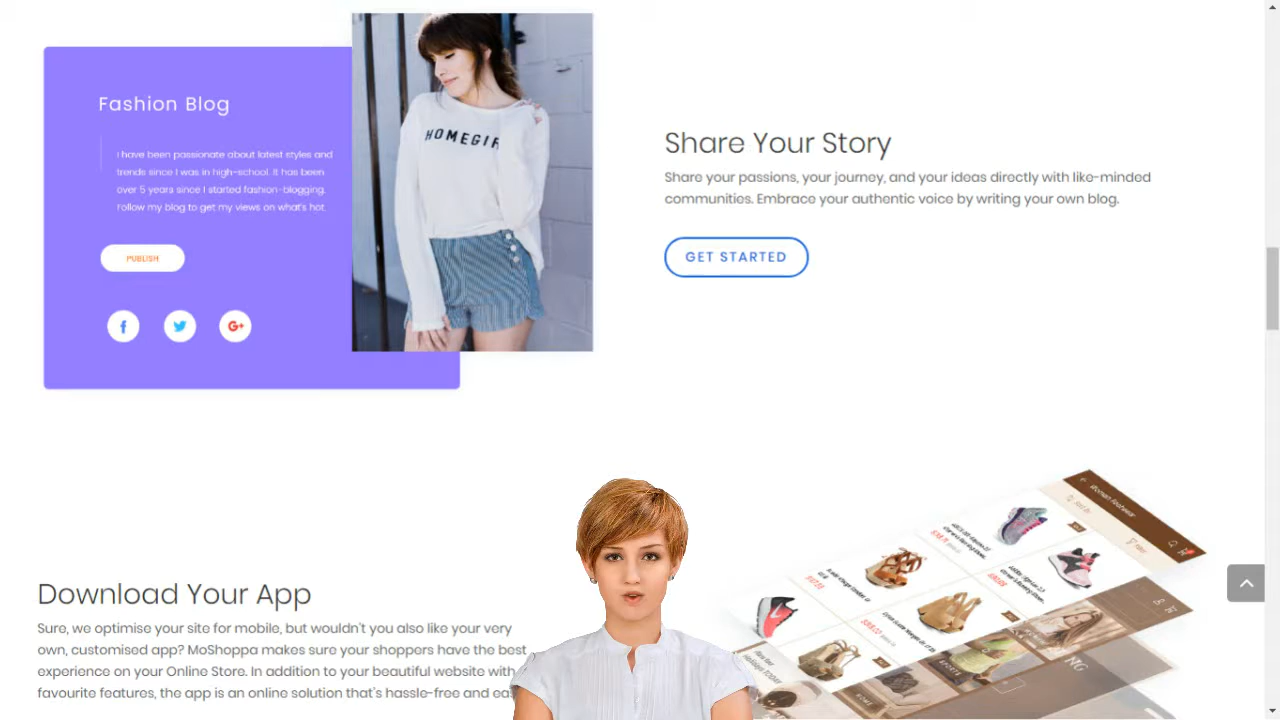 Fashion Blog
I have been passionate about latest styles and
trends since I was in high-school. It has been
over 5 years since I started fashion-blogging.
Follow my blog to get my views on what's hot.
PUBLISH
HOMEGIR
Share Your Story
Share your passions, your journey, and your ideas directly with like-minded
communities. Embrace your authentic voice by writing your own blog.
GET STARTED
Download Your App
Sure, we optimise your site for mobile, but wouldn't you also like your very
own, customised app? MoShoppa makes sure your shoppers have the best
experience on your Online Store. In addition to your beautiful website with
favourite features, the app is an online solution that's hassle-free and eas
Women Footwear